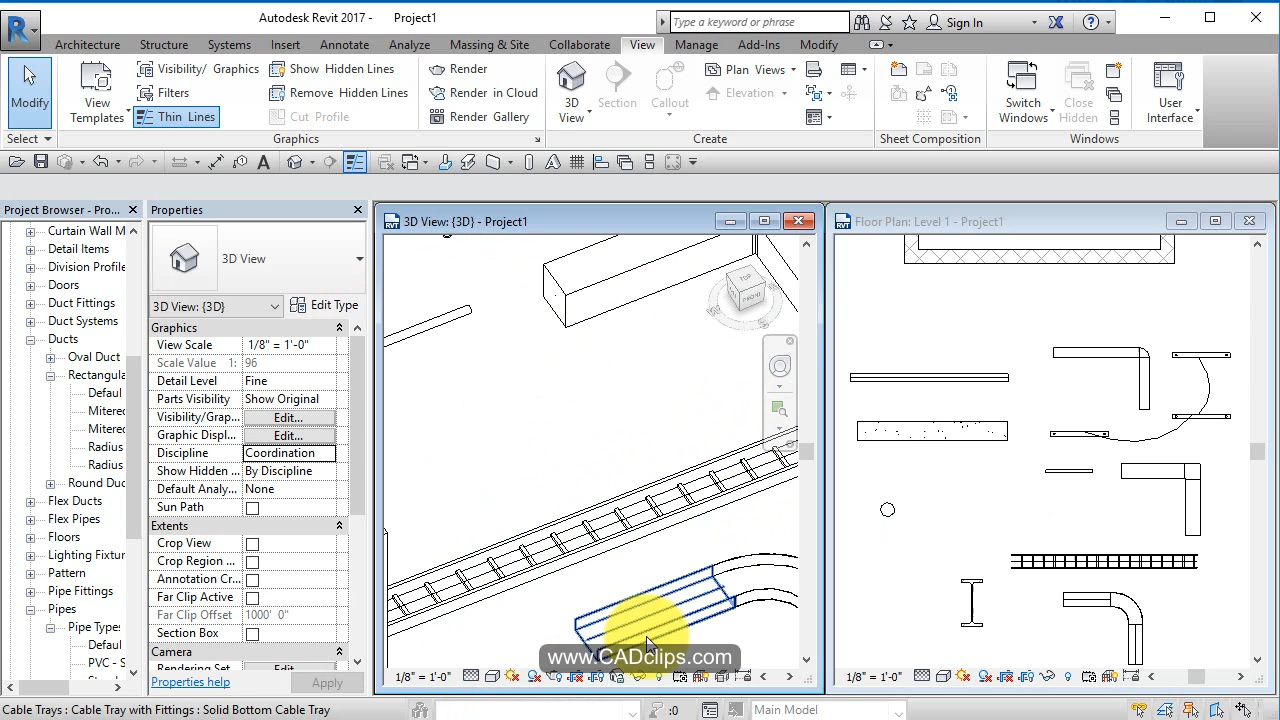 Autodesk Revit 2017 - Project1
Type a keyword or phrase
Sign In
Architecture Structure Systems Insert Annotate Analyze Massing & Site Collaborate View Manage Add-Ins Modify
Modify
View Templates
Visibility/ Graphics
Filters
Thin Lines
Show Hidden Lines
Remove Hidden Lines
Cut Profile
Render
Render in Cloud
Render Gallery
3D View
Section
Callout
Plan Views
Elevation
Switch Windows
Close Hidden
User Interface
Select Graphics Create Sheet Composition Windows
Project Browser - Pro...
Curtain Wall M
Detail Items
Division Profile
Doors
Duct Fittings
Duct Systems
Ducts
Oval Duct
Rectangula
Defaul
Mitered
Mitered
Radius
Radius
Round Duc
Flex Ducts
Flex Pipes
Floors
Lighting Fixtur
Pattern
Pipe Fittings
Pipes
Pipe Types
Defaul
PVC - S
Properties
3D View
3D View: {3D}
Edit Type
Graphics
View Scale 1/8" = 1'-0"
Scale Value 1: 96
Detail Level Fine
Parts Visibility Show Original
Visibility/Grap... Edit...
Graphic Displ... Edit...
Discipline Coordination
Show Hidden ... By Discipline
Default Analy... None
Sun Path
Extents
Crop View
Crop Region ...
Annotation Cr...
Far Clip Active
Far Clip Offset 1000' 0"
Section Box
Camera
Rendering Set... Edit...
Properties help
Apply
3D View: {3D} - Project1
TOP
FRONT
www.CADclips.com
1/8" = 1'-0"
Floor Plan: Level 1 - Project1
1/8" = 1'-0"
Cable Trays : Cable Tray with Fittings : Solid Bottom Cable Tray
:0
Main Model